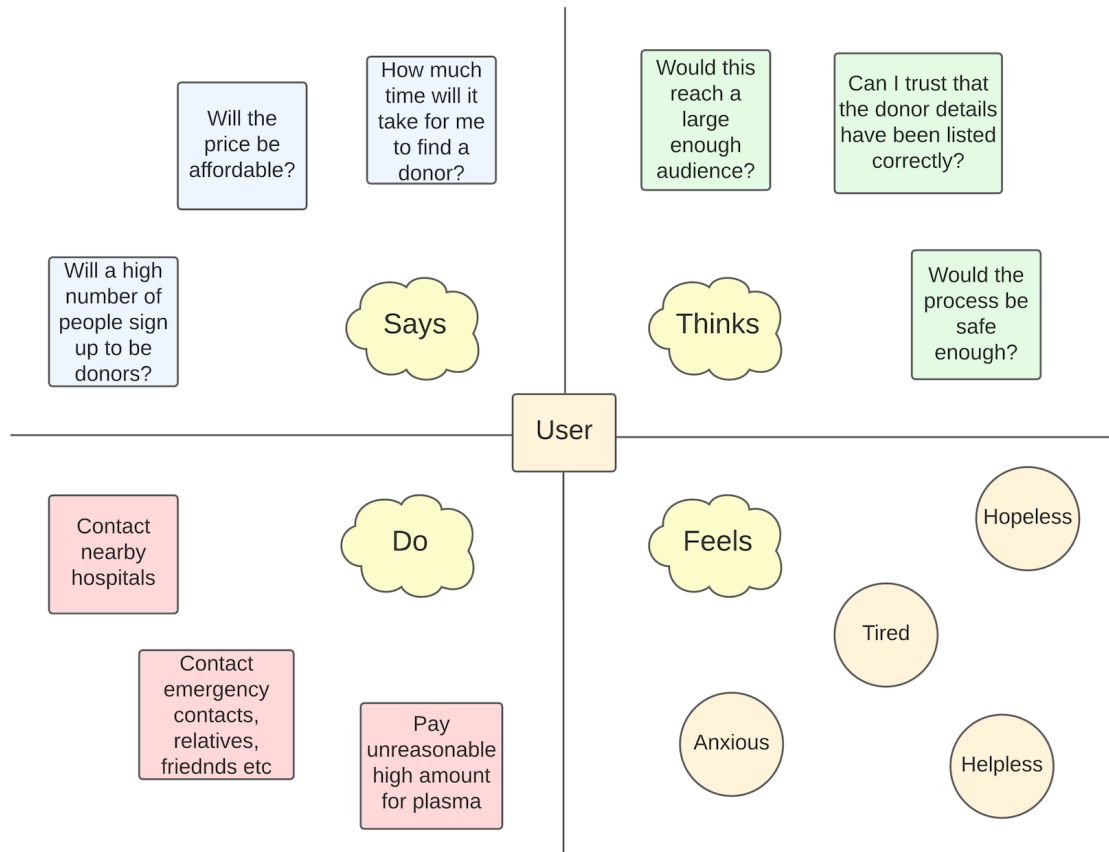 Will the
price be
affordable?
How much
time will it
take for me
to find a
donor?
Will a high
number of
people sign
up to be
donors?
Says
Would this
reach a
large
enough
audience?
Can I trust that
the donor details
have been listed
correctly?
Thinks
Would the
process be
safe
enough?
User
Contact
nearby
hospitals
Do
Contact
emergency
contacts,
relatives,
friednds etc
Pay
unreasonable
high amount
for plasma
Feels
Hopeless
Tired
Anxious
Helpless